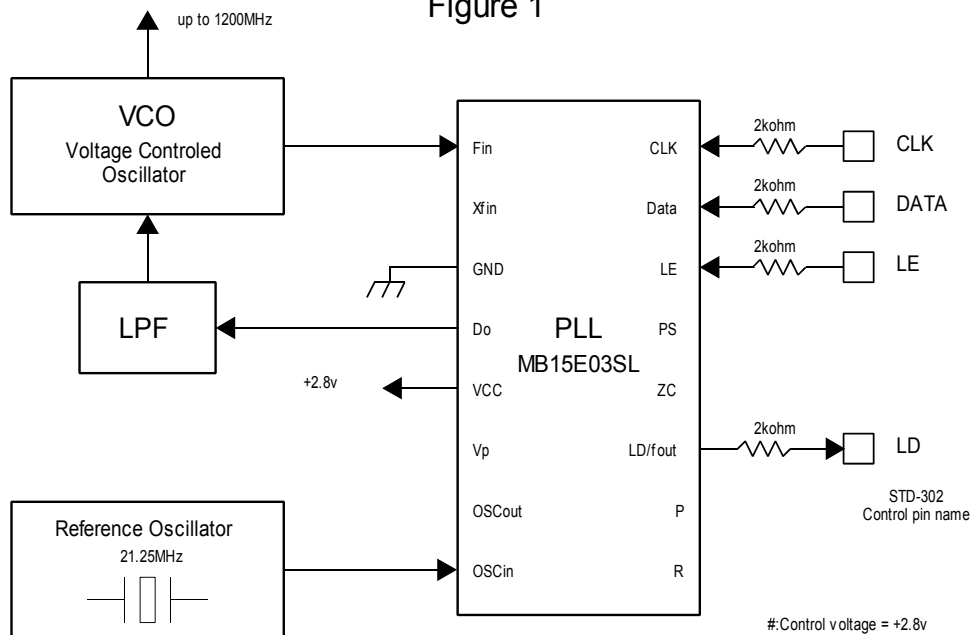 Figure 1
up to 1200MHz
VCO
Voltage Controled
Oscillator
LPF
+2.8v
Reference Oscillator
21.25MHz
Fin
Xfin
GND
Do
VCC
Vp
OSCout
OSCin
PLL
MB15E03SL
CLK
Data
LE
PS
ZC
LD/fout
P
R
2kohm
CLK
2kohm
DATA
2kohm
LE
2kohm
LD
STD-302
Control pin name
#:Control voltage = +2.8v